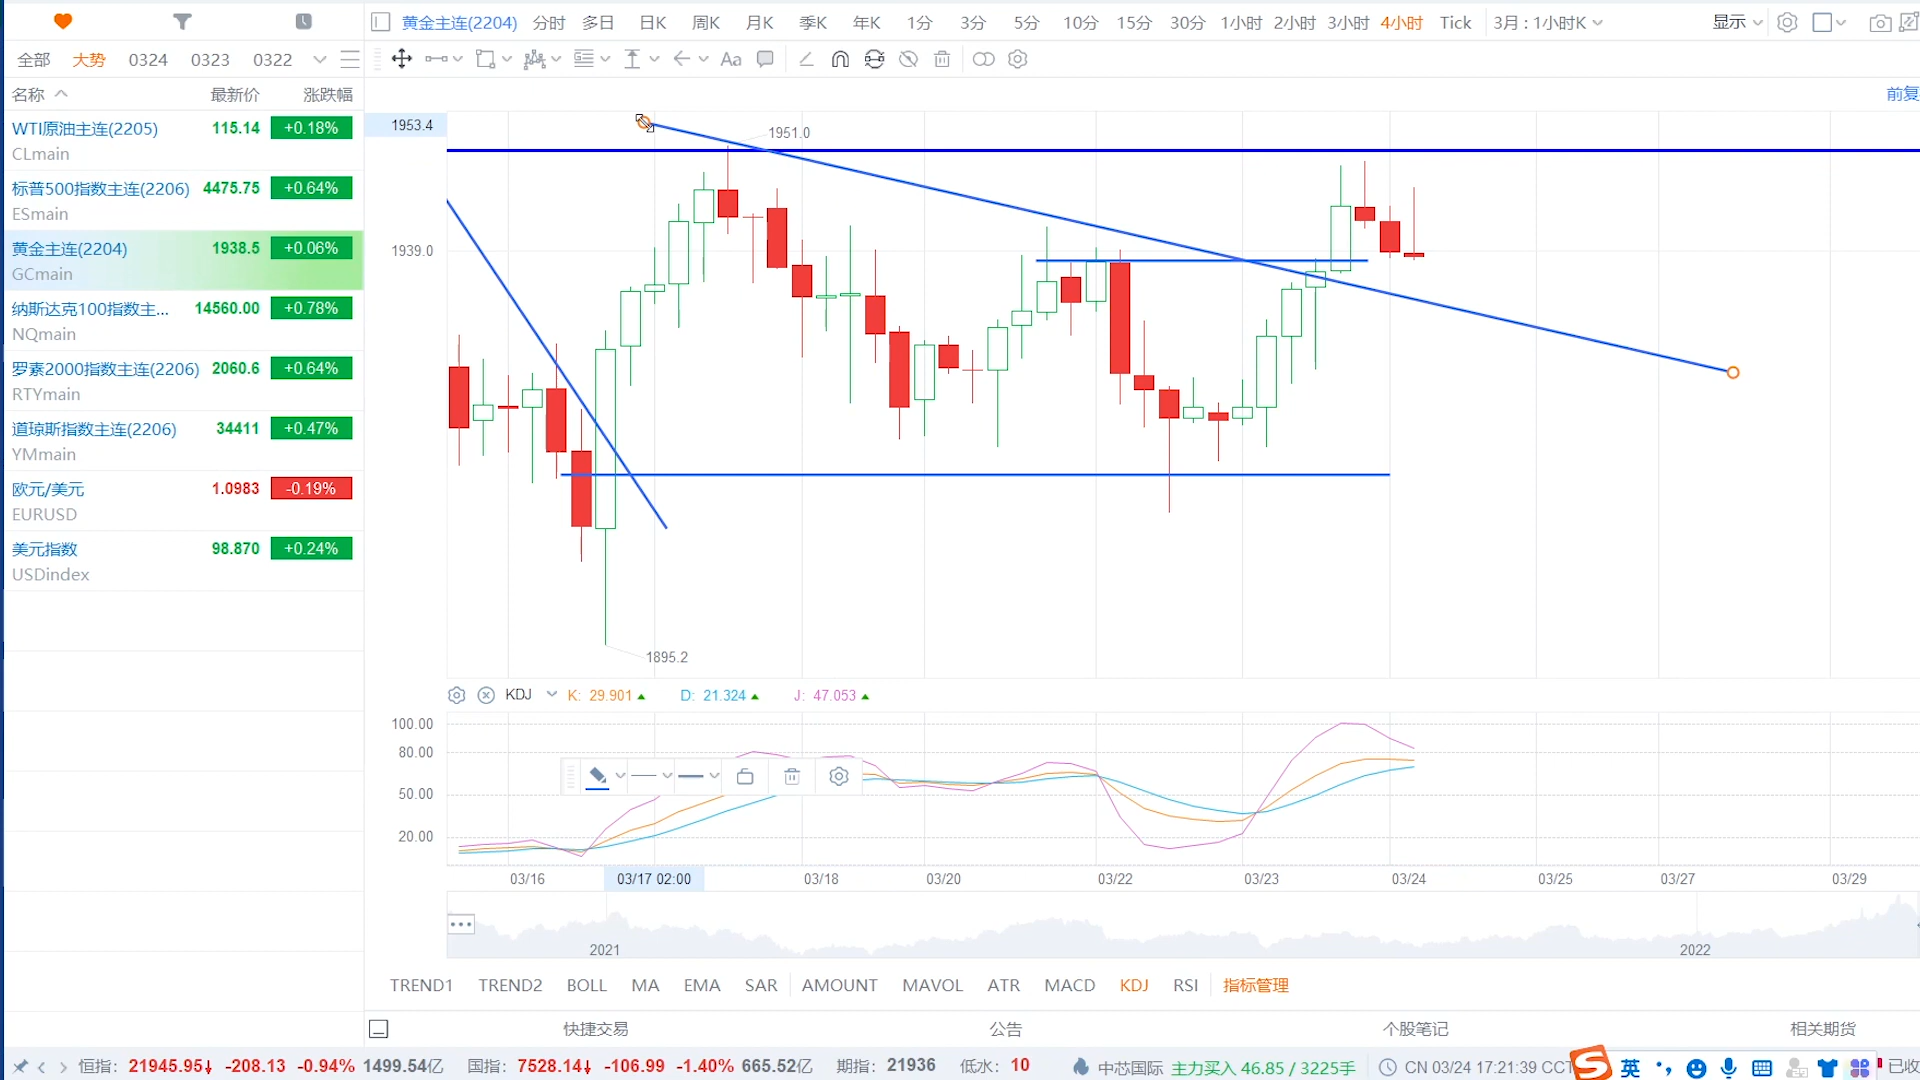 黄金主连(2204) 分时 多日 日K 周K 月K 季K 年K 1分 3分 5分 10分 15分 30分 1小时 2小时 3小时 4小时 Tick 3月 : 1小时K 显示
全部 大势 0324 0323 0322 Aa
名称 最新价 涨跌幅 前复
WTI原油主连(2205) 115.14 +0.18%
CLmain
标普500指数主连(2206) 4475.75 +0.64%
ESmain
黄金主连(2204) 1938.5 +0.06%
GCmain
纳斯达克100指数主... 14560.00 +0.78%
NQmain
罗素2000指数主连(2206) 2060.6 +0.64%
RTYmain
道琼斯指数主连(2206) 34411 +0.47%
YMmain
欧元/美元 1.0983 -0.19%
EURUSD
美元指数 98.870 +0.24%
USDindex
1953.4
1951.0
1939.0
1895.2
KDJ K: 29.901 D: 21.324 J: 47.053
100.00
80.00
50.00
20.00
03/16 03/17 02:00 03/18 03/20 03/22 03/23 03/24 03/25 03/27 03/29
2021 2022
TREND1 TREND2 BOLL MA EMA SAR AMOUNT MAVOL ATR MACD KDJ RSI 指标管理
快捷交易 公告 个股笔记 相关期货
恒指: 21945.95 -208.13 -0.94% 1499.54亿 国指: 7528.14 -106.99 -1.40% 665.52亿 期指: 21936 低水: 10 中芯国际 主力买入 46.85 / 3225手 CN 03/24 17:21:39 CCT 英 已收